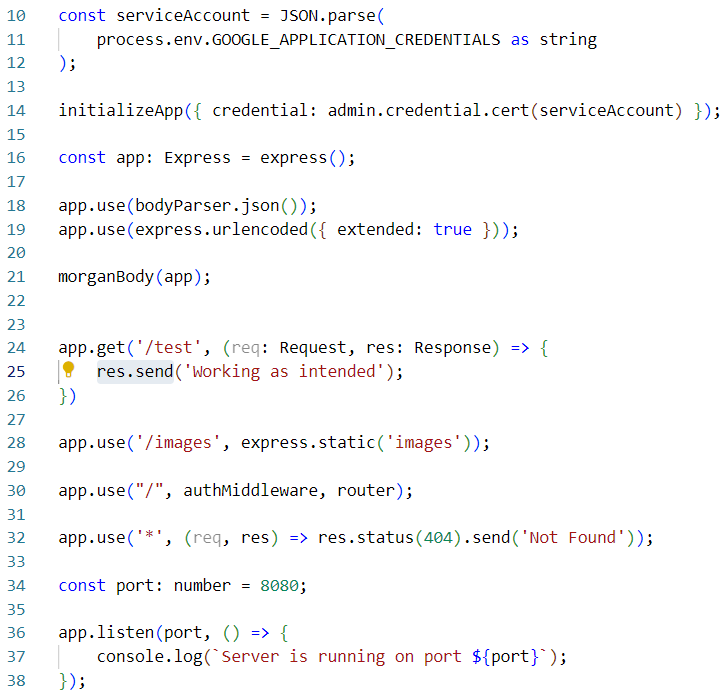 10 const serviceAccount = JSON.parse(
11     process.env.GOOGLE_APPLICATION_CREDENTIALS as string
12 );
13
14 initializeApp({ credential: admin.credential.cert(serviceAccount) });
15
16 const app: Express = express();
17
18 app.use(bodyParser.json());
19 app.use(express.urlencoded({ extended: true }));
20
21 morganBody(app);
22
23
24 app.get('/test', (req: Request, res: Response) => {
25     res.send('Working as intended');
26 })
27
28 app.use('/images', express.static('images'));
29
30 app.use("/", authMiddleware, router);
31
32 app.use('*', (req, res) => res.status(404).send('Not Found'));
33
34 const port: number = 8080;
35
36 app.listen(port, () => {
37     console.log(`Server is running on port ${port}`);
38 });